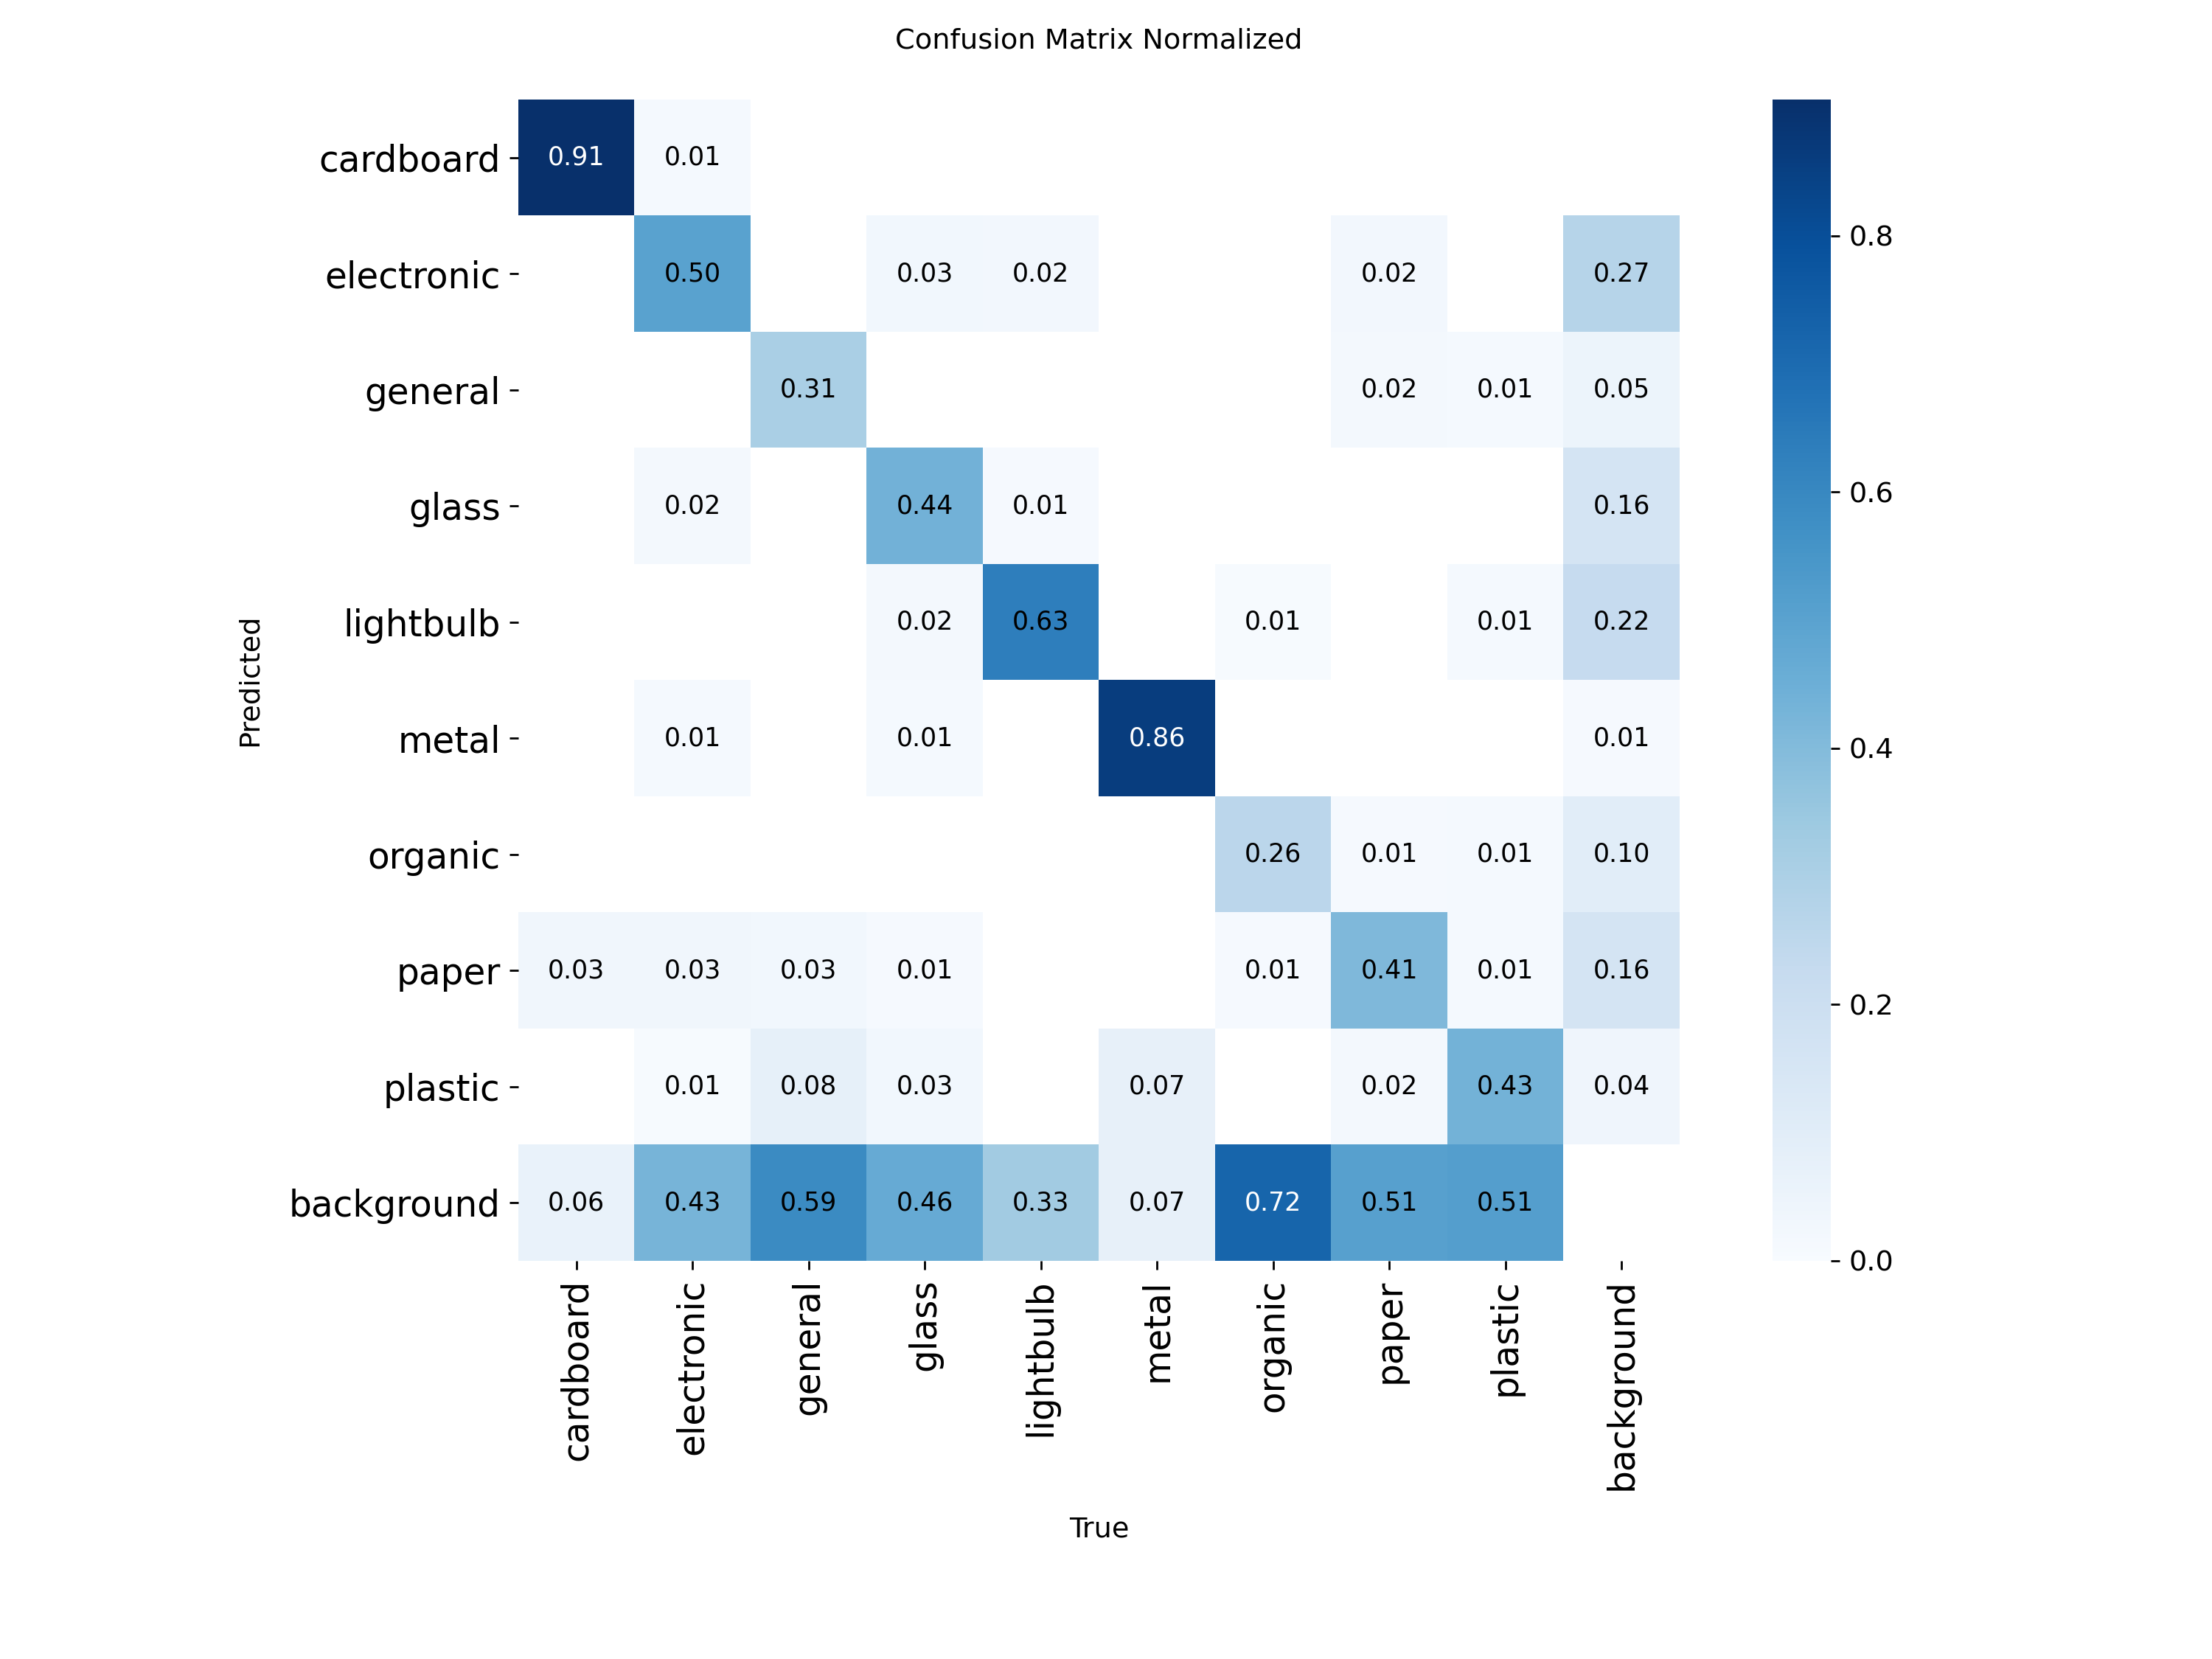 Confusion Matrix Normalized
cardboard 0.91 0.01
0.8
electronic 0.50 0.03 0.02 0.02 0.27
general 0.31 0.02 0.01 0.05
glass 0.02 0.44 0.01 0.16
0.6
lightbulb 0.02 0.63 0.01 0.01 0.22
Predicted
metal 0.01 0.01 0.86 0.01
0.4
organic 0.26 0.01 0.01 0.10
paper 0.03 0.03 0.03 0.01 0.01 0.41 0.01 0.16
0.2
plastic 0.01 0.08 0.03 0.07 0.02 0.43 0.04
background 0.06 0.43 0.59 0.46 0.33 0.07 0.72 0.51 0.51
0.0
cardboard
electronic
general
glass
lightbulb
metal
organic
paper
plastic
background
True